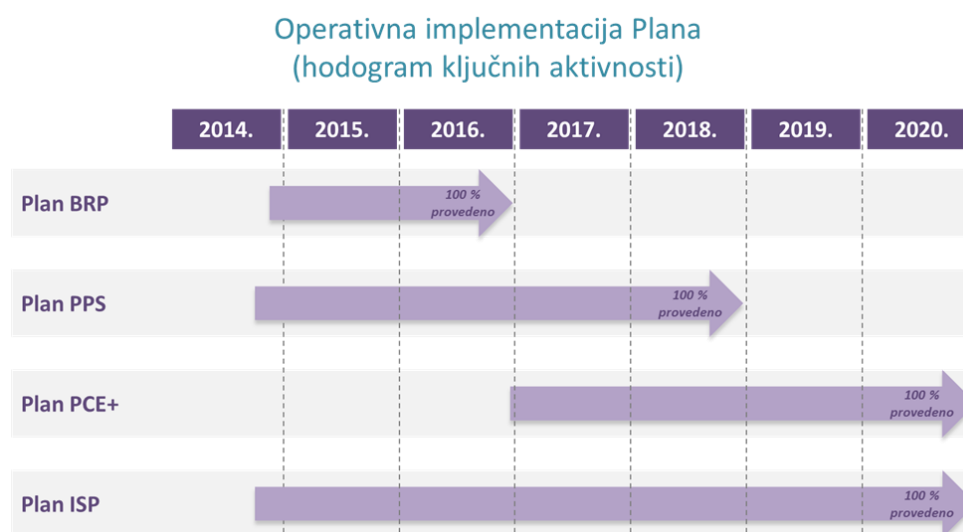 Operativna implementacija Plana
(hodogram ključnih aktivnosti)
2014. 2015. 2016. 2017. 2018. 2019. 2020.
Plan BRP
100 %
provedeno
Plan PPS
100 %
provedeno
Plan PCE+
100 %
provedeno
Plan ISP
100 %
provedeno